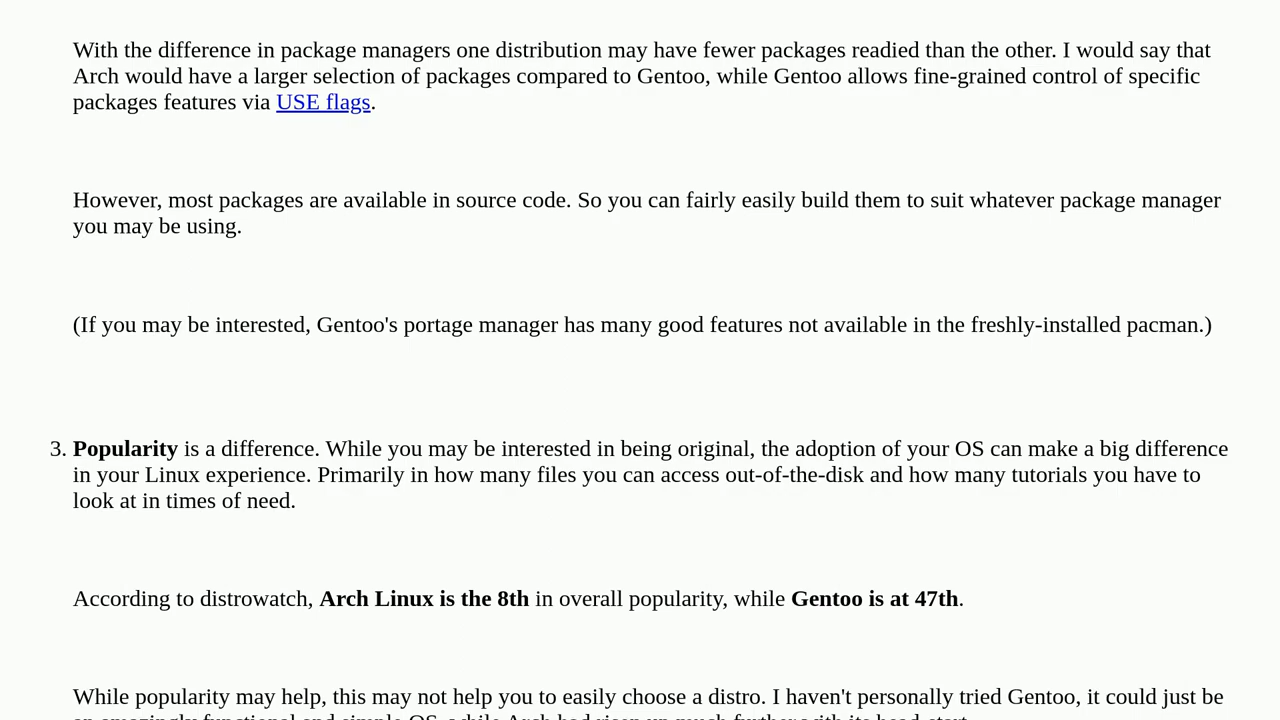 With the difference in package managers one distribution may have fewer packages readied than the other. I would say that
Arch would have a larger selection of packages compared to Gentoo, while Gentoo allows fine-grained control of specific
packages features via USE flags.
However, most packages are available in source code. So you can fairly easily build them to suit whatever package manager
you may be using.
(If you may be interested, Gentoo's portage manager has many good features not available in the freshly-installed pacman.)
3. Popularity is a difference. While you may be interested in being original, the adoption of your OS can make a big difference
in your Linux experience. Primarily in how many files you can access out-of-the-disk and how many tutorials you have to
look at in times of need.
According to distrowatch, Arch Linux is the 8th in overall popularity, while Gentoo is at 47th.
While popularity may help, this may not help you to easily choose a distro. I haven't personally tried Gentoo, it could just be